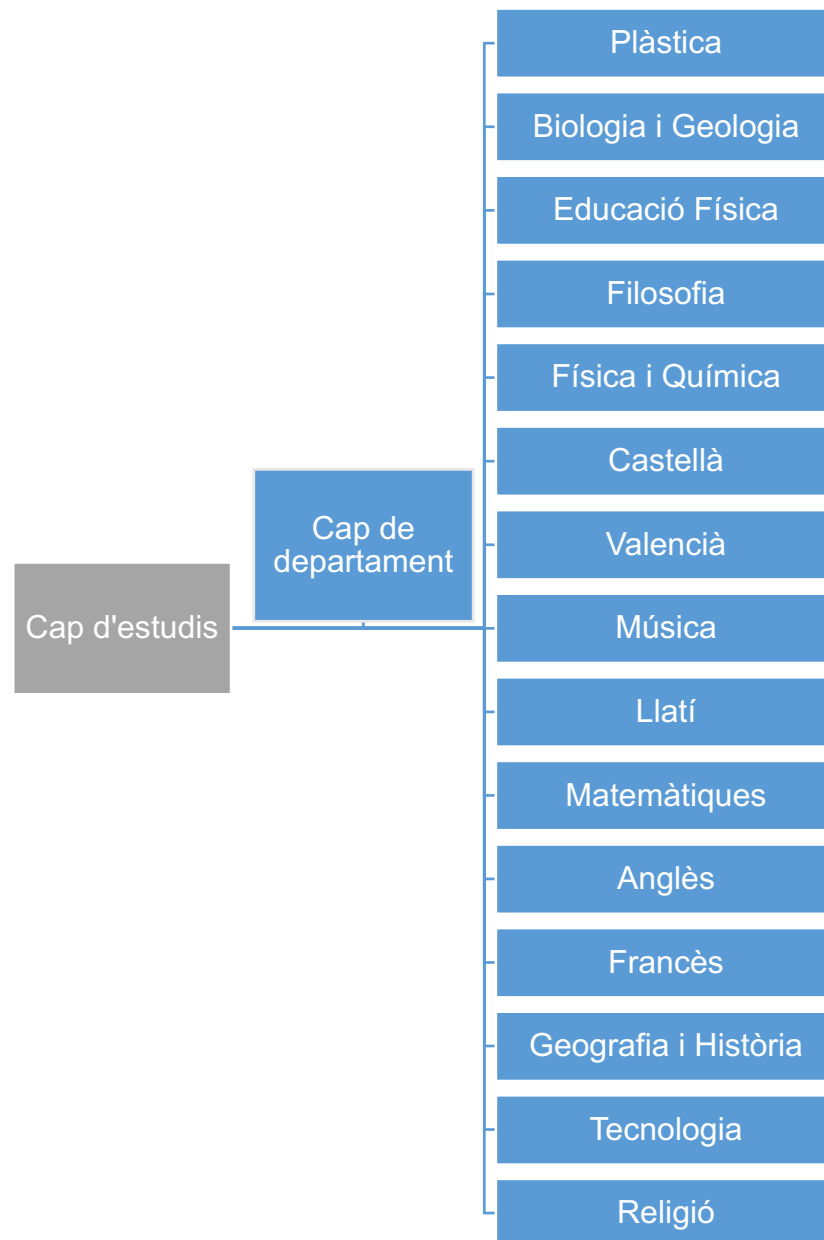 Cap d'estudis
Cap de
departament
Plàstica
Biologia i Geologia
Educació Física
Filosofia
Física i Química
Castellà
Valencià
Música
Llatí
Matemàtiques
Anglès
Francès
Geografia i Història
Tecnologia
Religió